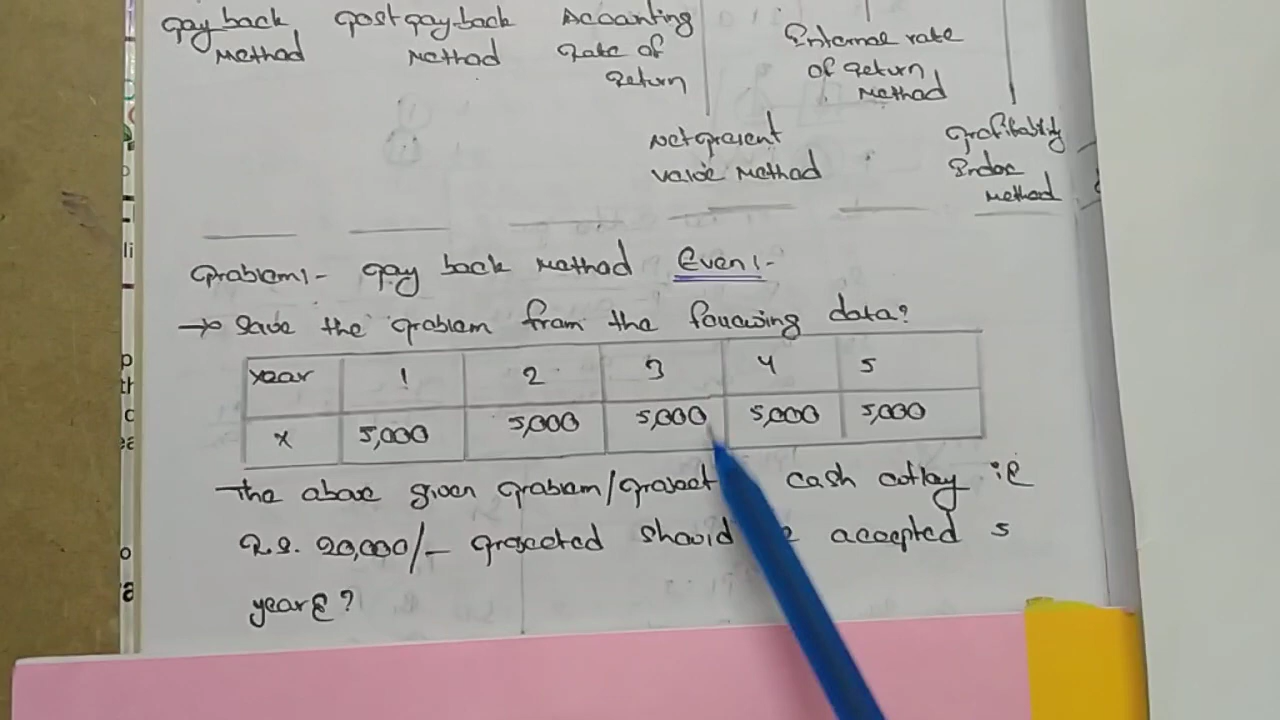 pay back Method
post pay-back Method
Accounting Rate of Return
Internal rate of return Method
Net present Value Method
profitability Index Method
problem:- pay back method Even:-
→ Solve the problem from the following data?
year 1 2 3 4 5
X 5,000 5,000 5,000 5,000 5,000
The above given problem/project cash outlay is
R.S. 20,000/- projected should accepted 5
years?